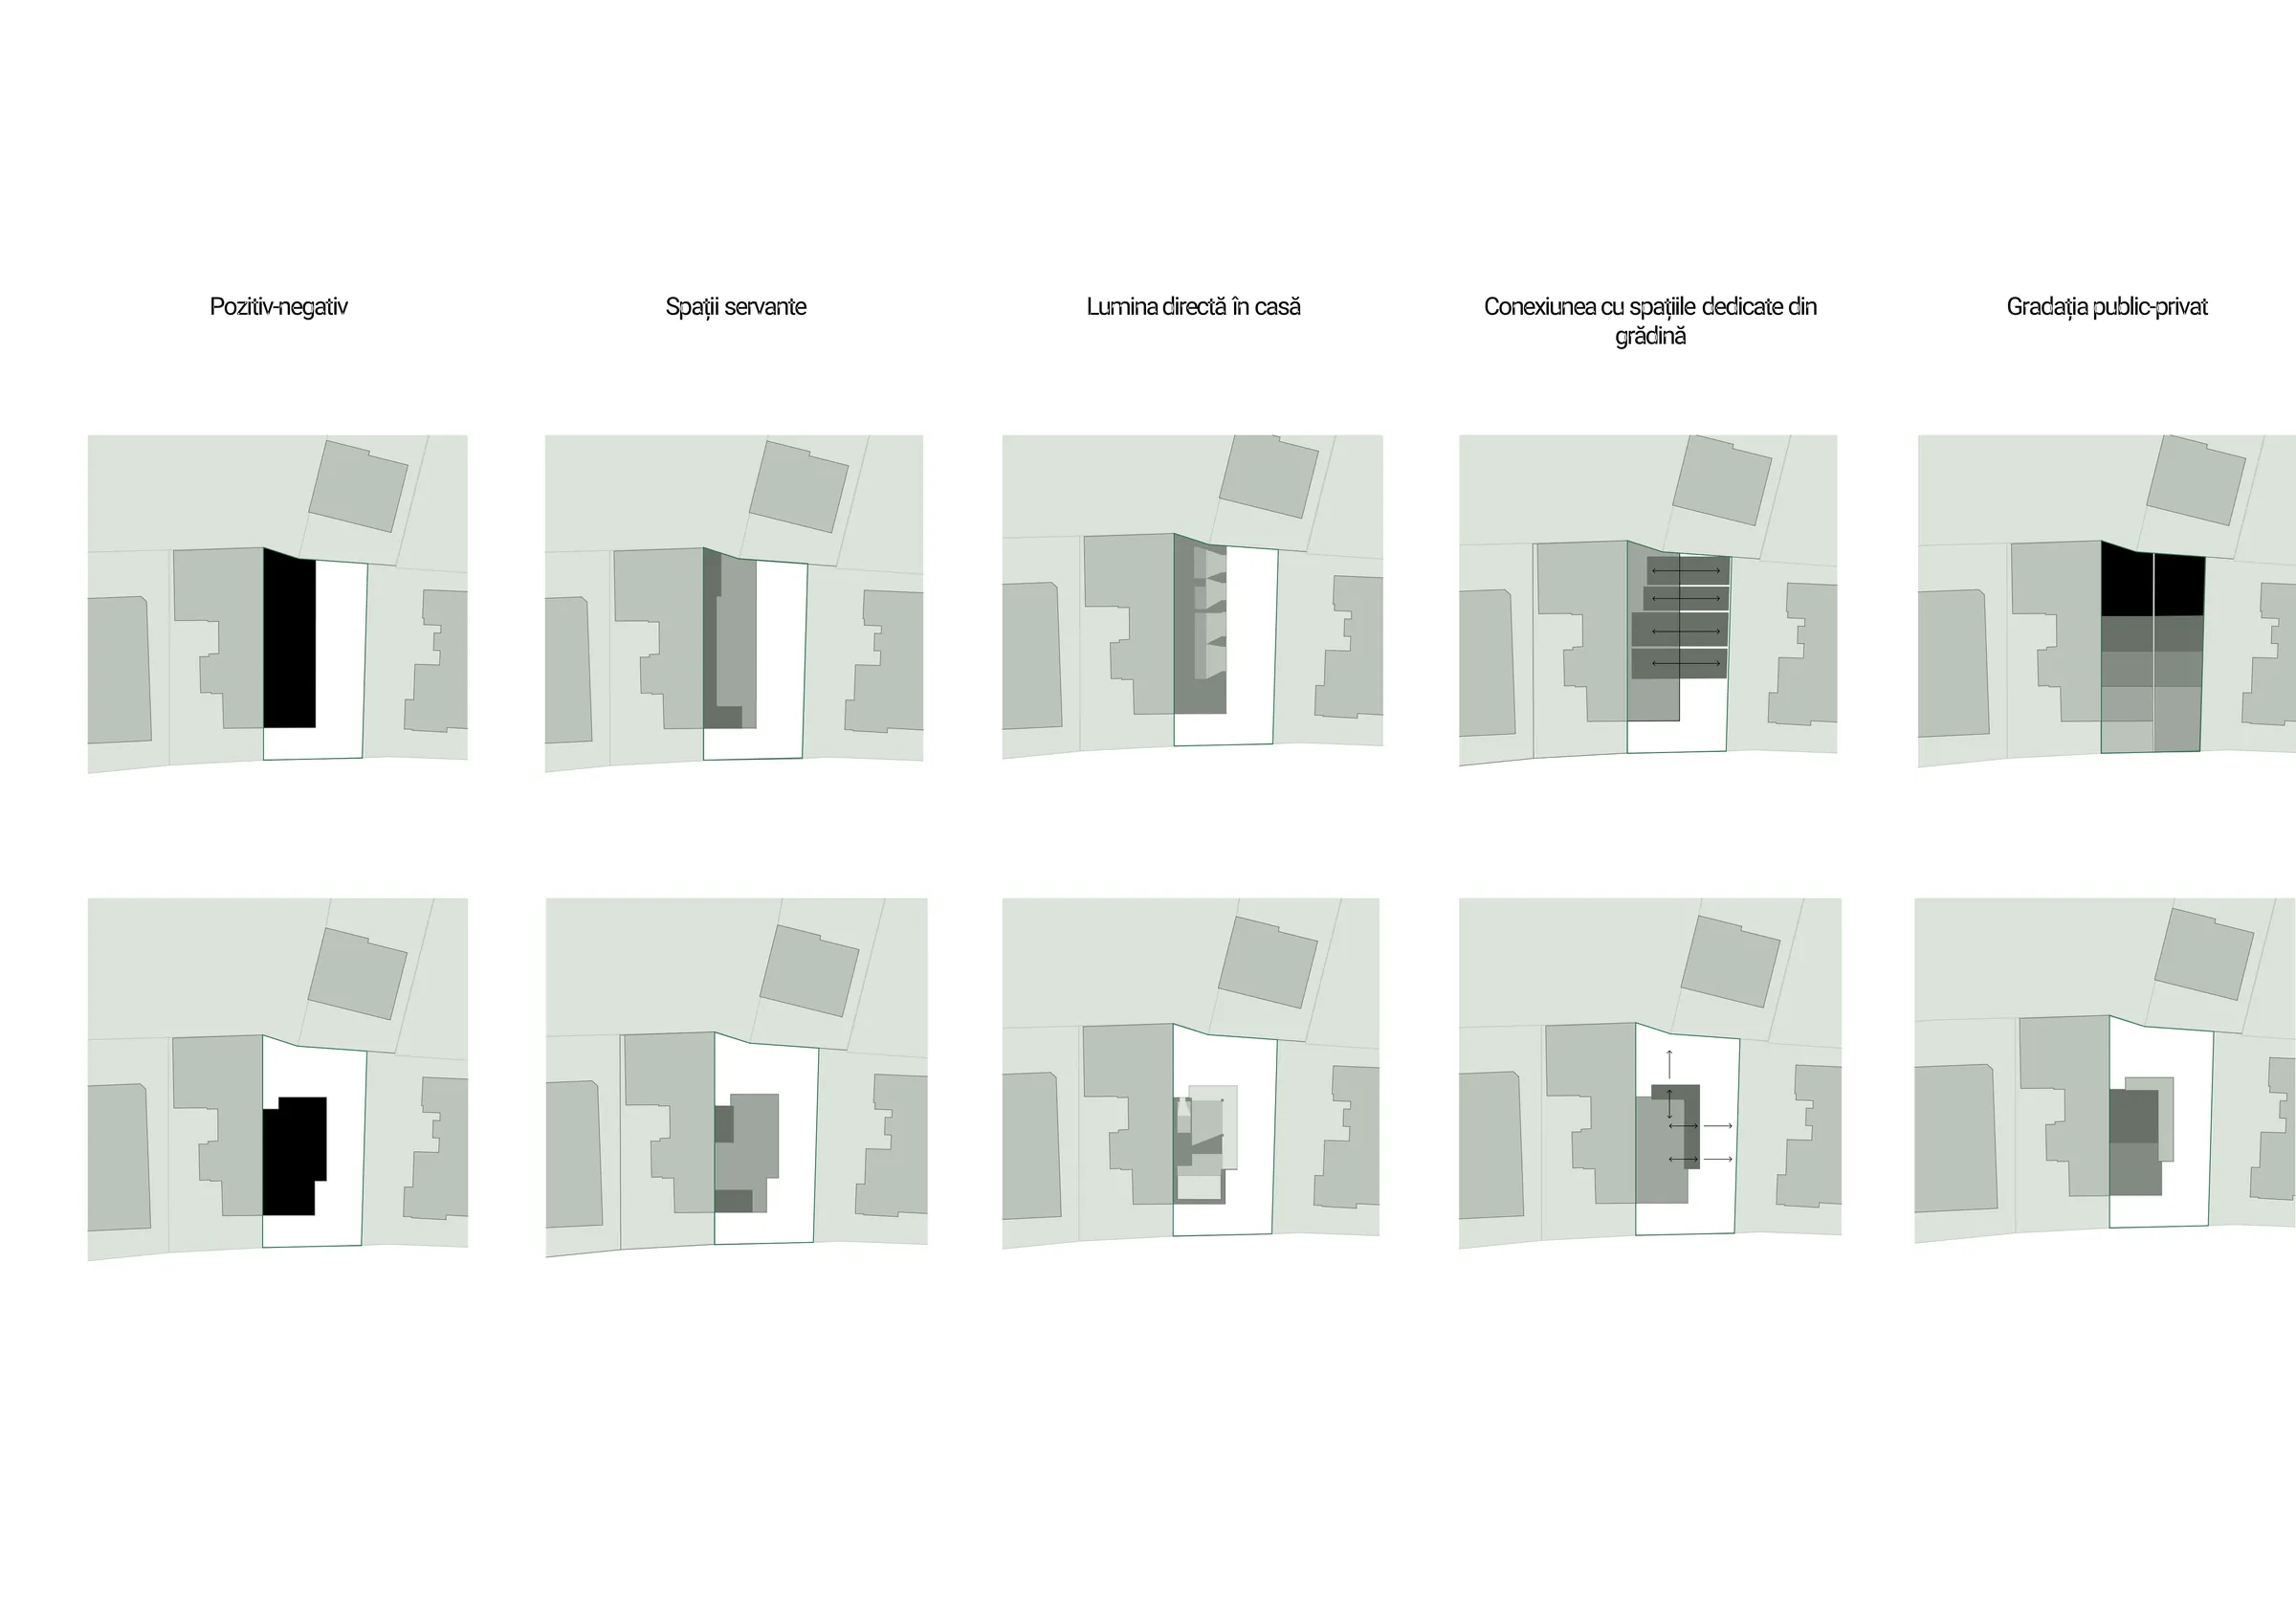 Pozitiv-negativ
Spații servante
Lumina directă în casă
Conexiunea cu spațiile dedicate din
grădină
Gradația public-privat